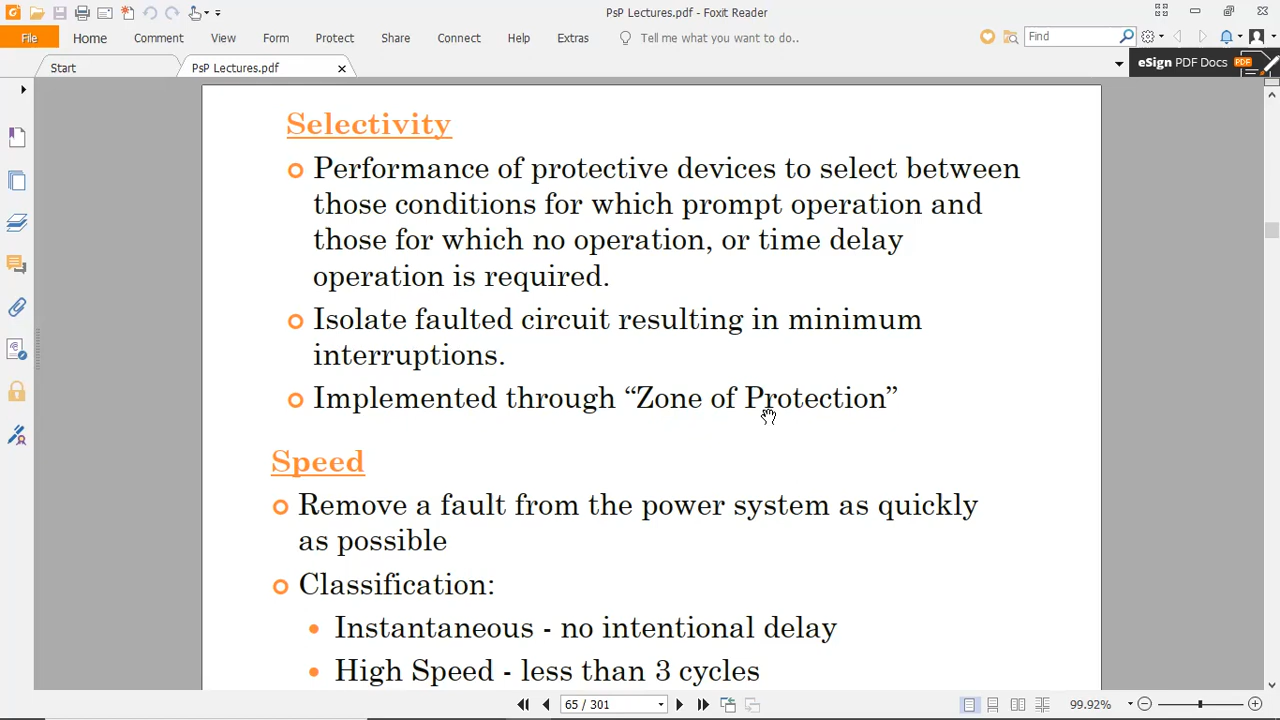 PsP Lectures.pdf - Foxit Reader
File Home Comment View Form Protect Share Connect Help Extras Tell me what you want to do.. Find
Start PsP Lectures.pdf eSign PDF Docs PDF
Selectivity
Performance of protective devices to select between
those conditions for which prompt operation and
those for which no operation, or time delay
operation is required.
Isolate faulted circuit resulting in minimum
interruptions.
Implemented through “Zone of Protection”
Speed
Remove a fault from the power system as quickly
as possible
Classification:
Instantaneous - no intentional delay
High Speed - less than 3 cycles
65 / 301 99.92%